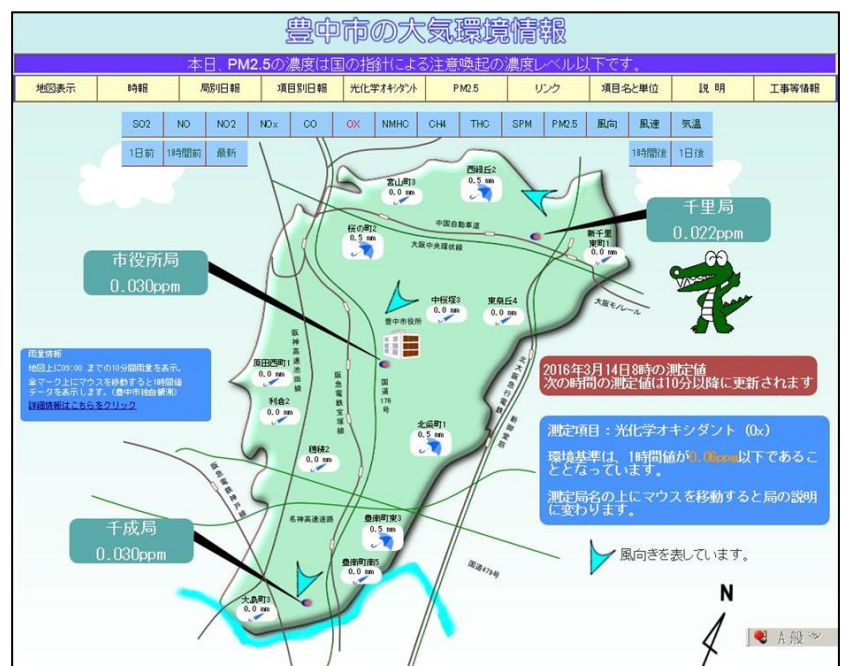 豊中市の大気環境情報
本日、PM2.5の濃度は国の指針による注意喚起の濃度レベル以下です。
地図表示 時報 局別日報 項目別日報 光化学オキシダント PM2.5 リンク 項目名と単位 説 明 工事等情報
SO2 NO NO2 NOx CO OX NMHC CH4 THC SPM PM2.5 風向 風速 気温
1日前 1時間前 最新 1時間後 1日後
西緑丘2
0.5 mm
宮山町3
0.0 mm
千里局
0.022ppm
中国自動車道
桜の町2
0.5 mm
大阪中央環状線
新千里
東町1
0.0 mm
市役所局
0.030ppm
大阪モノレール
中桜塚3
0.0 mm
東泉丘4
0.0 mm
豊中市役所
阪神高速池田線
阪急電鉄宝塚線
国道176号
北大阪急行電鉄
新御堂筋
雨量情報
地図上に09:00 までの10分間雨量を表示。
傘マーク上にマウスを移動すると1時間値
データを表示します。(豊中市独自観測)
詳細情報はこちらをクリック
原田西町1
0.0 mm
2016年3月14日8時の測定値
次の時間の測定値は10分以降に更新されます
利倉2
0.0 mm
北条町1
0.5 mm
測定項目:光化学オキシダント (Ox)
環境基準は、1時間値が0.06ppm以下であるこ
ととなっています。
測定局名の上にマウスを移動すると局の説明
に変わります。
穂積2
0.0 mm
阪急電鉄神戸線
名神高速道路
千成局
0.030ppm
豊南町東3
0.5 mm
豊南町南5
0.0 mm
国道479号
風向きを表しています。
大島町3
0.0 mm
N
A 般